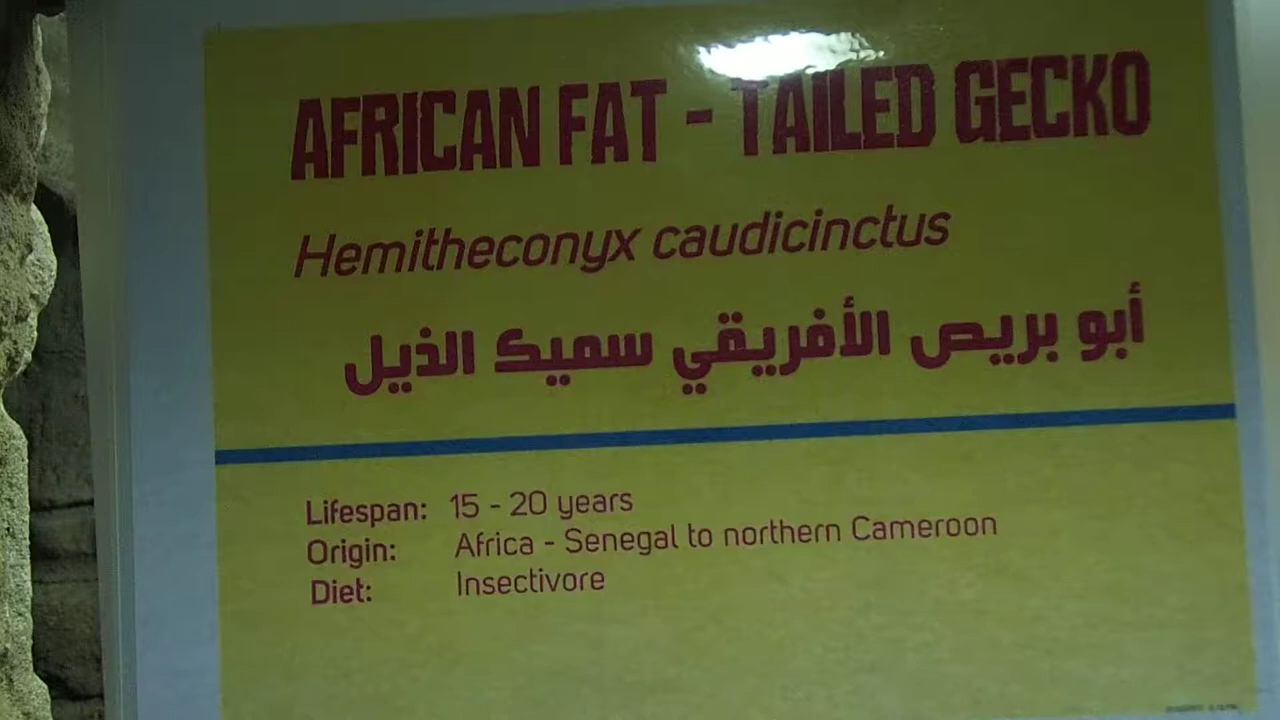 AFRICAN FAT - TAILED GECKO
Hemitheconyx caudicinctus
أبو بريص الأفريقي سميك الذيل
Lifespan: 15 - 20 years
Origin: Africa - Senegal to northern Cameroon
Diet: Insectivore